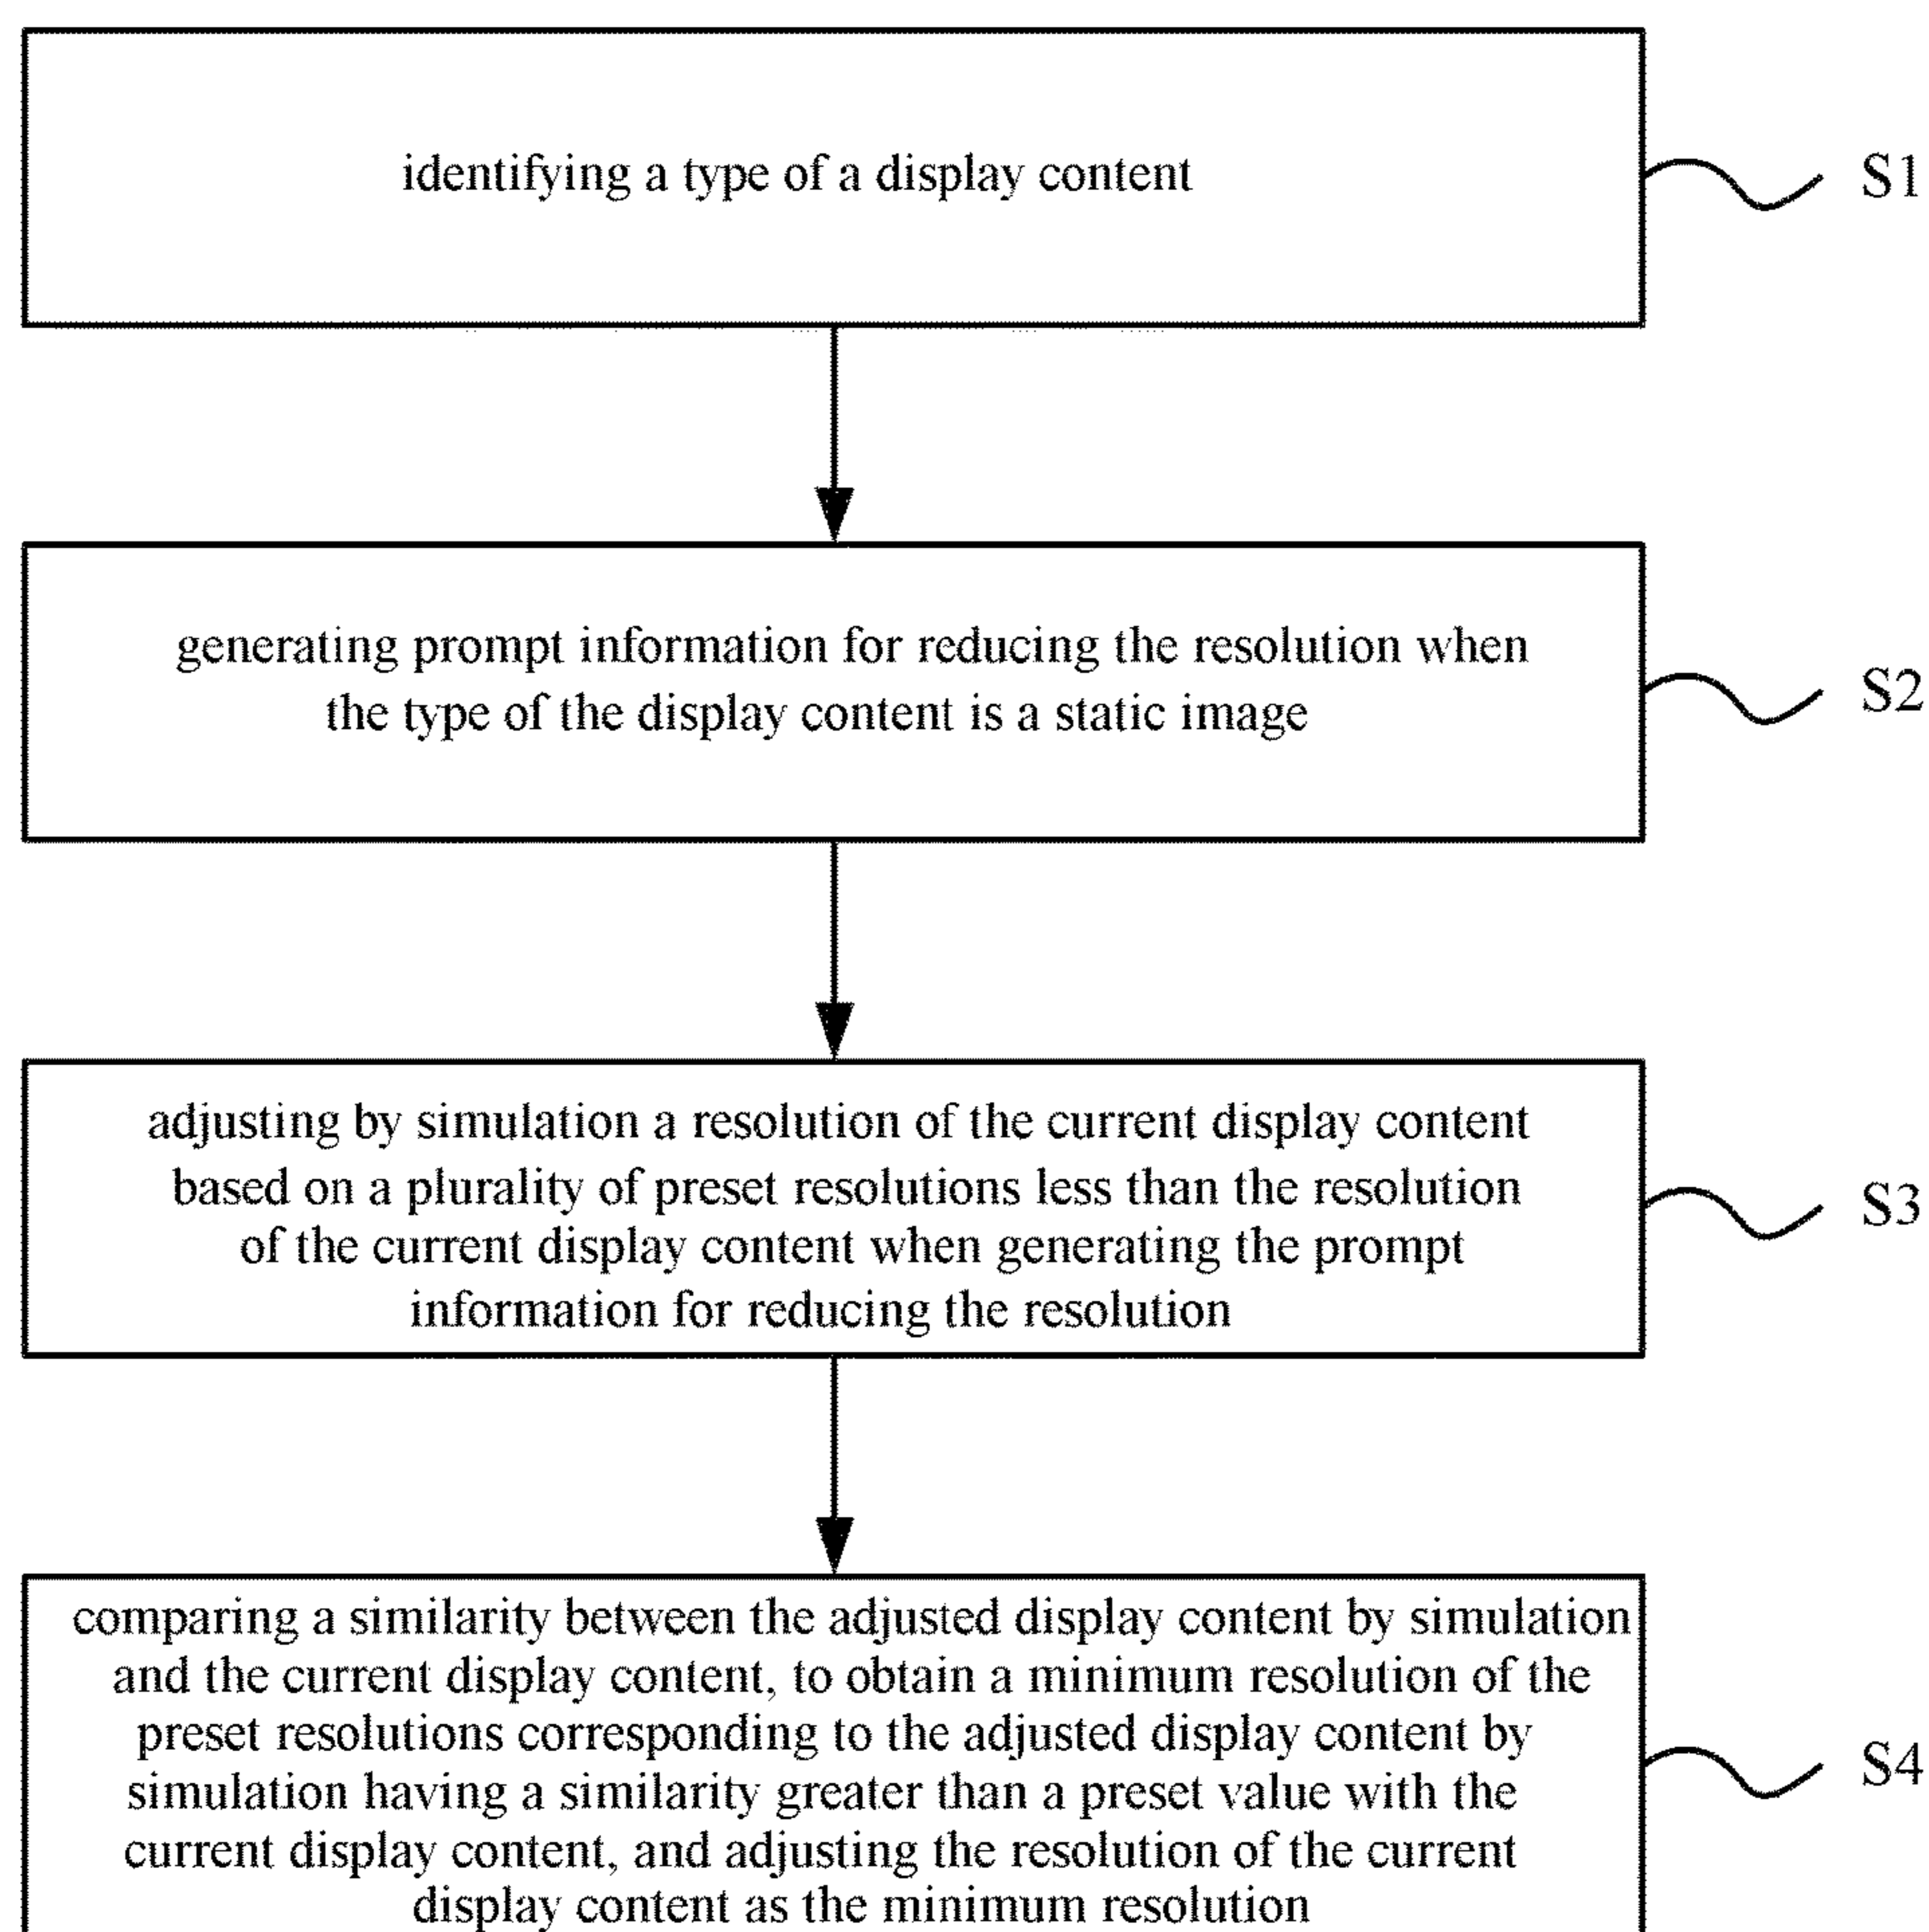 identifying a type of a display content
S1
generating prompt information for reducing the resolution when
the type of the display content is a static image
S2
adjusting by simulation a resolution of the current display content
based on a plurality of preset resolutions less than the resolution
of the current display content when generating the prompt
information for reducing the resolution
S3
comparing a similarity between the adjusted display content by simulation
and the current display content, to obtain a minimum resolution of the
preset resolutions corresponding to the adjusted display content by
simulation having a similarity greater than a preset value with the
current display content, and adjusting the resolution of the current
display content as the minimum resolution
S4